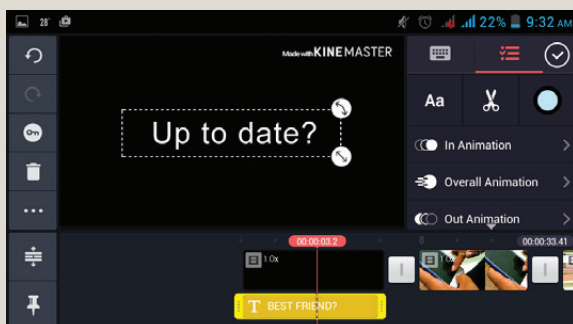 28°
22% 9:32 AM
Made with KINEMASTER
Up to date?
Aa
In Animation
Overall Animation
Out Animation
00:00:03.2
8
00:00:33.41
1.0x
1.0x
T BEST FRIEND?